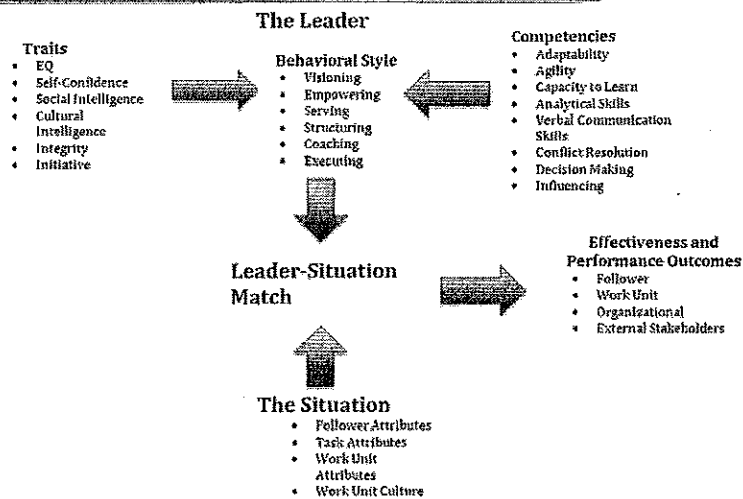 The Leader
Traits
• EQ
• Self-Confidence
• Social Intelligence
• Cultural
Intelligence
• Integrity
• Initiative
Behavioral Style
• Visioning
• Empowering
• Serving
• Structuring
• Coaching
• Executing
Competencies
• Adaptability
• Agility
• Capacity to Learn
• Analytical Skills
• Verbal Communication
Skills
• Conflict Resolution
• Decision Making
• Influencing
Leader-Situation
Match
Effectiveness and
Performance Outcomes
• Follower
• Work Unit
• Organizational
• External Stakeholders
The Situation
• Follower Attributes
• Task Attributes
• Work Unit
Attributes
• Work Unit Culture